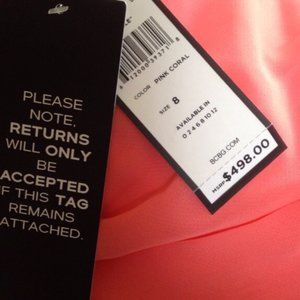 PLEASE
NOTE,
RETURNS
WILL ONLY
BE
ACCEPTED
IF THIS TAG
REMAINS
ATTACHED.
COLOR PINK CORAL
SIZE 8
AVAILABLE IN
0 2 4 6 8 10 12
BCBG.COM
MSRP $498.00